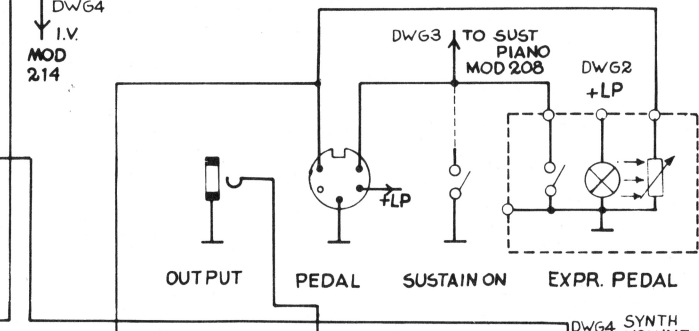 DWG4
I.V.
MOD
214
DWG3 TO SUST
PIANO
MOD 208
DWG2
+LP
+LP
OUTPUT PEDAL SUSTAIN ON EXPR. PEDAL
DWG4 SYNTH